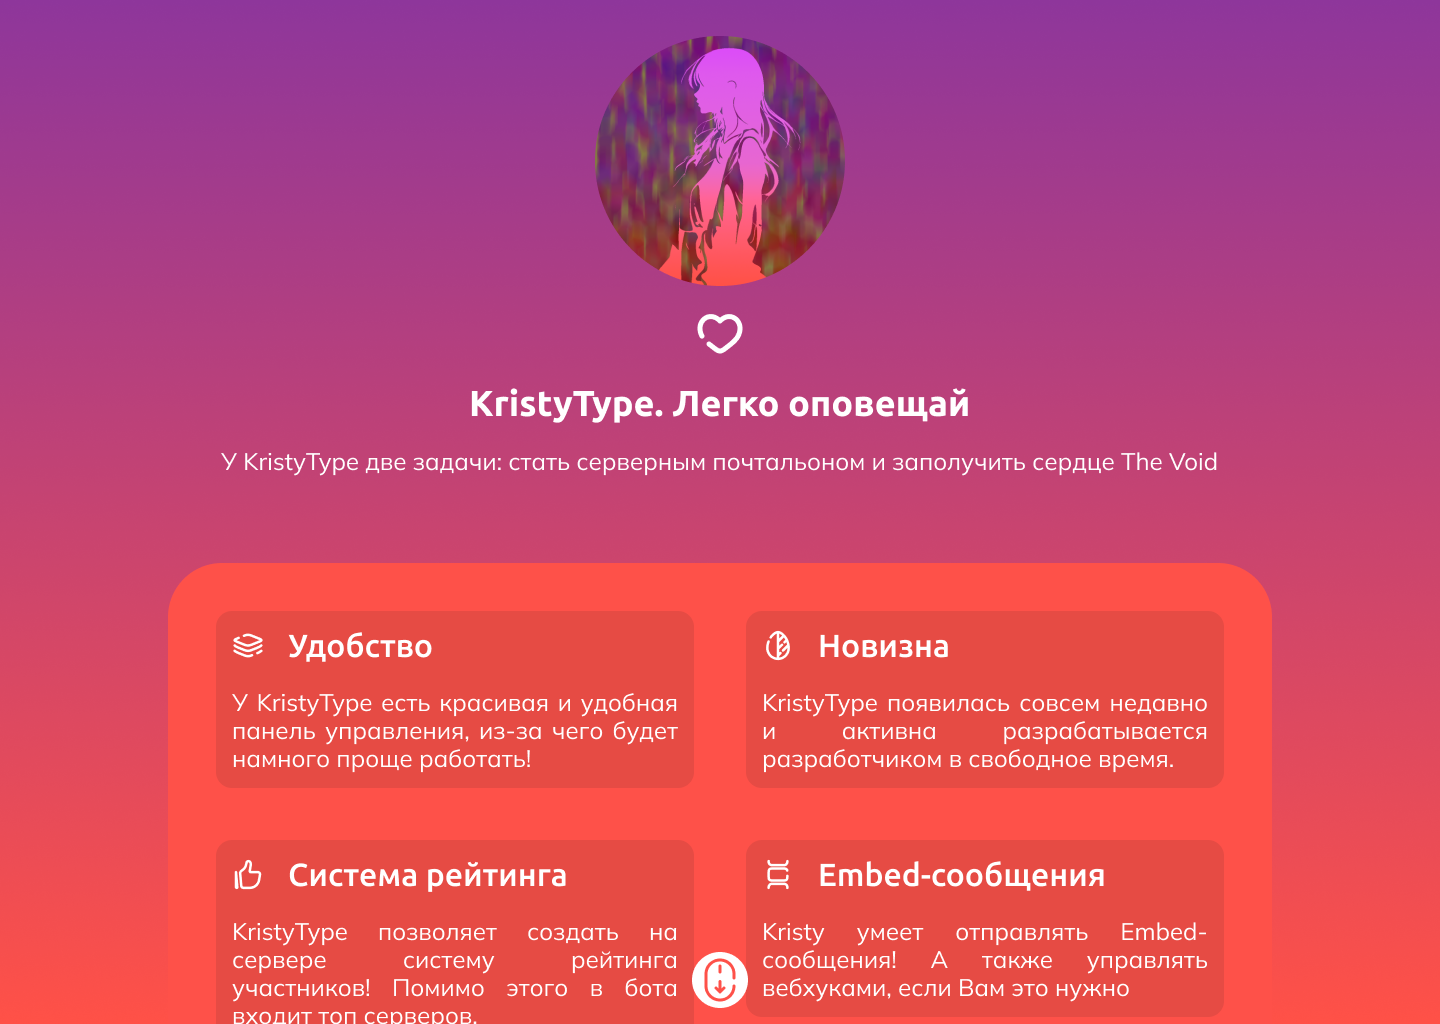 KristyType. Легко оповещай
У KristyType две задачи: стать серверным почтальоном и заполучить сердце The Void
Удобство
У KristyType есть красивая и удобная
панель управления, из-за чего будет
намного проще работать!
Новизна
KristyType появилась совсем недавно
и активна разрабатывается
разработчиком в свободное время.
Система рейтинга
KristyType позволяет создать на
сервере систему рейтинга
участников! Помимо этого в бота
входит топ серверов.
Embed-сообщения
Kristy умеет отправлять Embed-
сообщения! А также управлять
вебхуками, если Вам это нужно